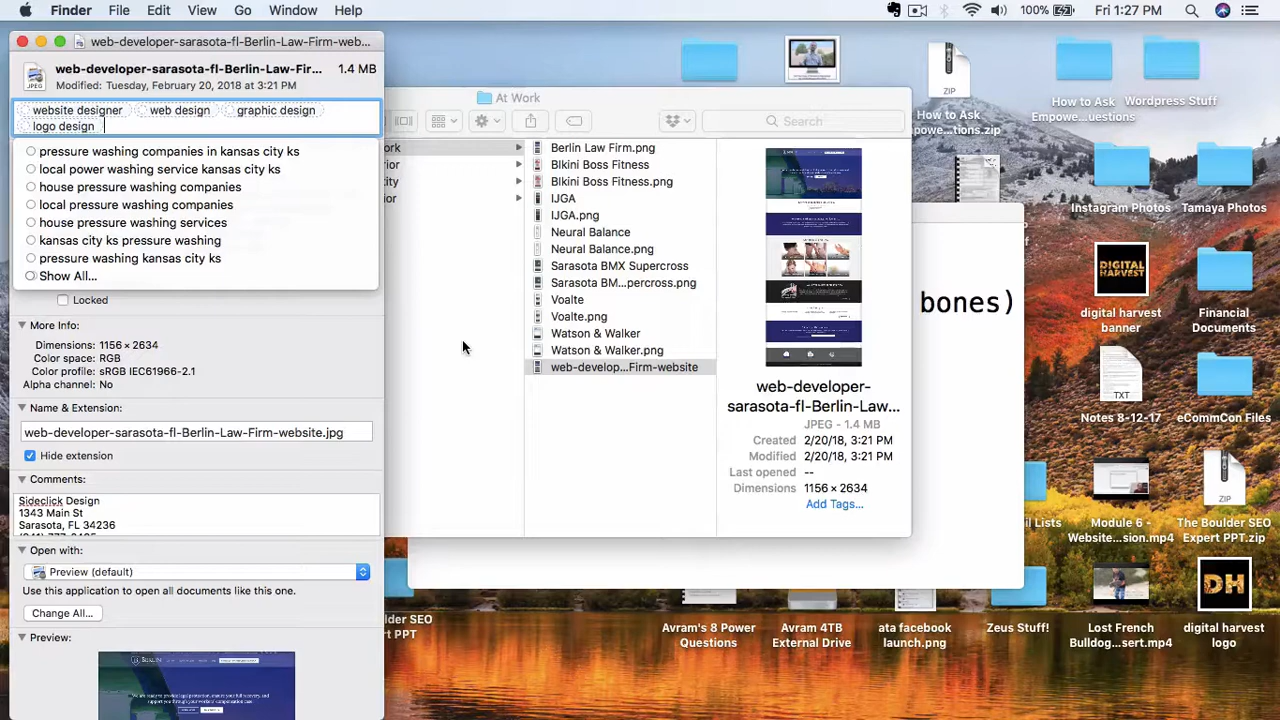 Finder File Edit View Go Window Help
100% Fri 1:27 PM
web-developer-sarasota-fl-Berlin-Law-Firm-web...
JPEG
web-developer-sarasota-fl-Berlin-Law-Fir... 1.4 MB
Modified: Tuesday, February 20, 2018 at 3:21 PM
website designer web design graphic design
logo design
pressure washing companies in kansas city ks
local power washing service kansas city ks
house pressure washing companies
local pressure washing companies
house pressure washing services
kansas city ks pressure washing
pressure washing kansas city ks
Show All...
Locked
More Info:
Dimensions: 1156 × 2634
Color space: RGB
Color profile: sRGB IEC61966-2.1
Alpha channel: No
Name & Extension:
web-developer-sarasota-fl-Berlin-Law-Firm-website.jpg
Hide extension
Comments:
Sideclick Design
1343 Main St
Sarasota, FL 34236
Open with:
Preview (default)
Use this application to open all documents like this one.
Change All...
Preview:
At Work
Search
Berlin Law Firm.png
BIkini Boss Fitness
BIkini Boss Fitness.png
IJGA
IJGA.png
Neural Balance
Neural Balance.png
Sarasota BMX Supercross
Sarasota BM...percross.png
Voalte
Voalte.png
Watson & Walker
Watson & Walker.png
web-develop...Firm-website
web-developer-
sarasota-fl-Berlin-Law...
JPEG - 1.4 MB
Created 2/20/18, 3:21 PM
Modified 2/20/18, 3:21 PM
Last opened --
Dimensions 1156 × 2634
Add Tags...
bones)
ZIP
How to Ask
Empowe...tions.zip
How to Ask
Empowe...uestions
Wordpress Stuff
Instagram Photos
Tamaya Photos
DIGITAL
HARVEST
digital harvest
banner
Financial
Documents
TXT
Notes 8-12-17
eCommCon Files
il Lists
Module 6 -
Website...sion.mp4
ZIP
The Boulder SEO
Expert PPT.zip
DH
ulder SEO
rt PPT
Avram's 8 Power
Questions
Avram 4TB
External Drive
ata facebook
launch.png
Zeus Stuff!
Lost French
Bulldog...sert.mp4
digital harvest
logo